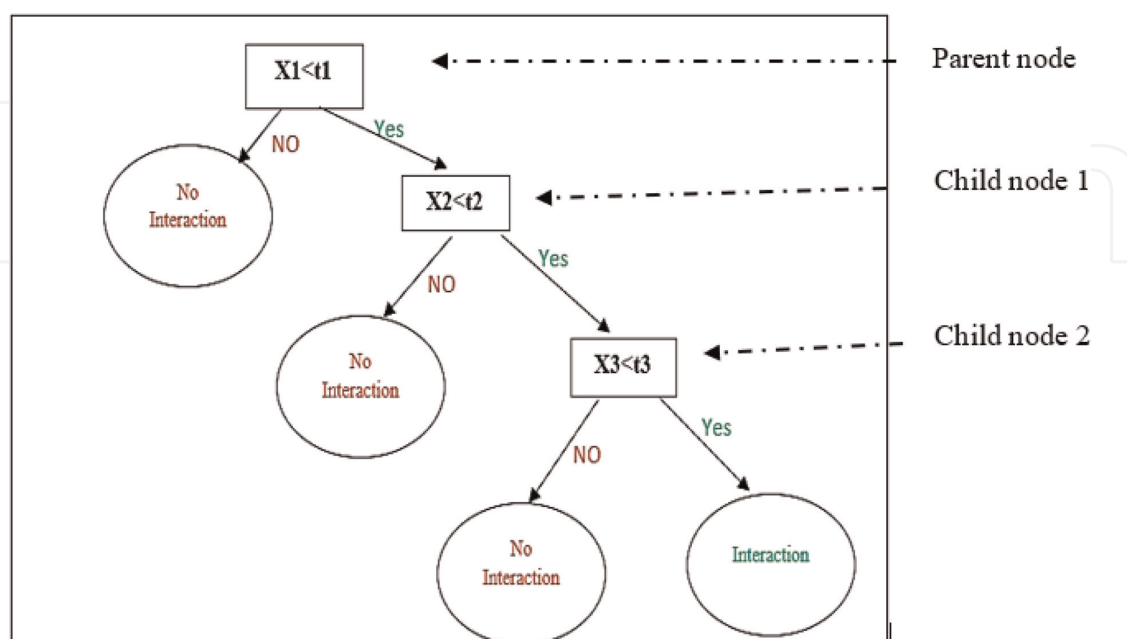 X1<t1
Parent node
NO
Yes
No
Interaction
X2<t2
Child node 1
NO
Yes
No
Interaction
X3<t3
Child node 2
NO
Yes
No
Interaction
Interaction